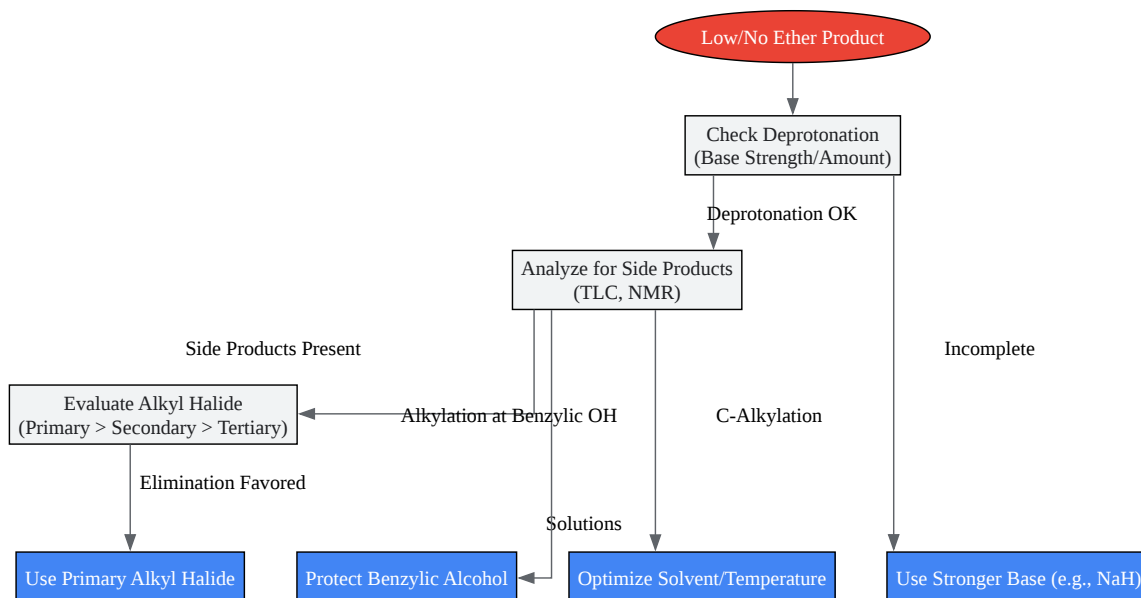 Low/No Ether Product
Check Deprotonation
(Base Strength/Amount)
Deprotonation OK
Analyze for Side Products
(TLC, NMR)
Side Products Present
Incomplete
Evaluate Alkyl Halide
(Primary > Secondary > Tertiary)
Alkylation at Benzylic OH
C-Alkylation
Elimination Favored
Solutions
Use Primary Alkyl Halide
Protect Benzylic Alcohol
Optimize Solvent/Temperature
Use Stronger Base (e.g., NaH)